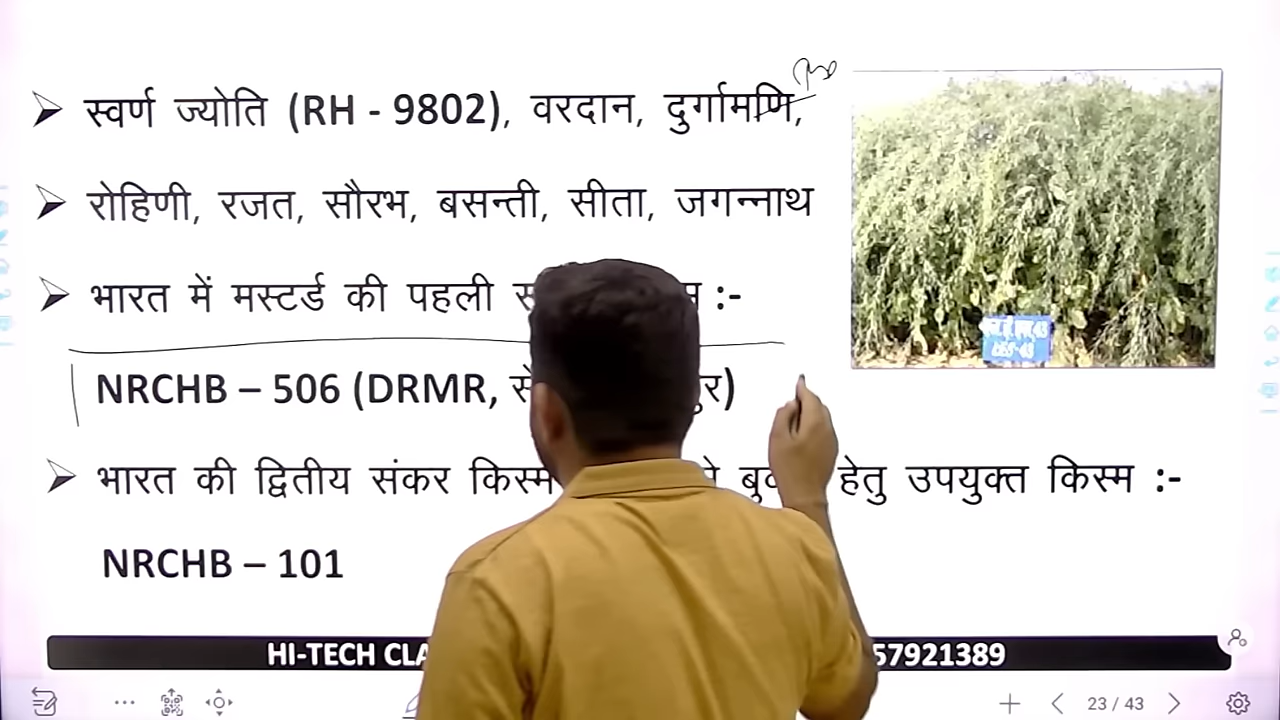 स्वर्ण ज्योति (RH - 9802), वरदान, दुर्गामणि,
रोहिणी, रजत, सौरभ, बसन्ती, सीता, जगन्नाथ
भारत में मस्टर्ड की पहली :-
NRCHB – 506 (DRMR,
भारत की द्वितीय संकर किस्म हेतु उपयुक्त किस्म :-
NRCHB – 101
HI-TECH 57921389
23 / 43